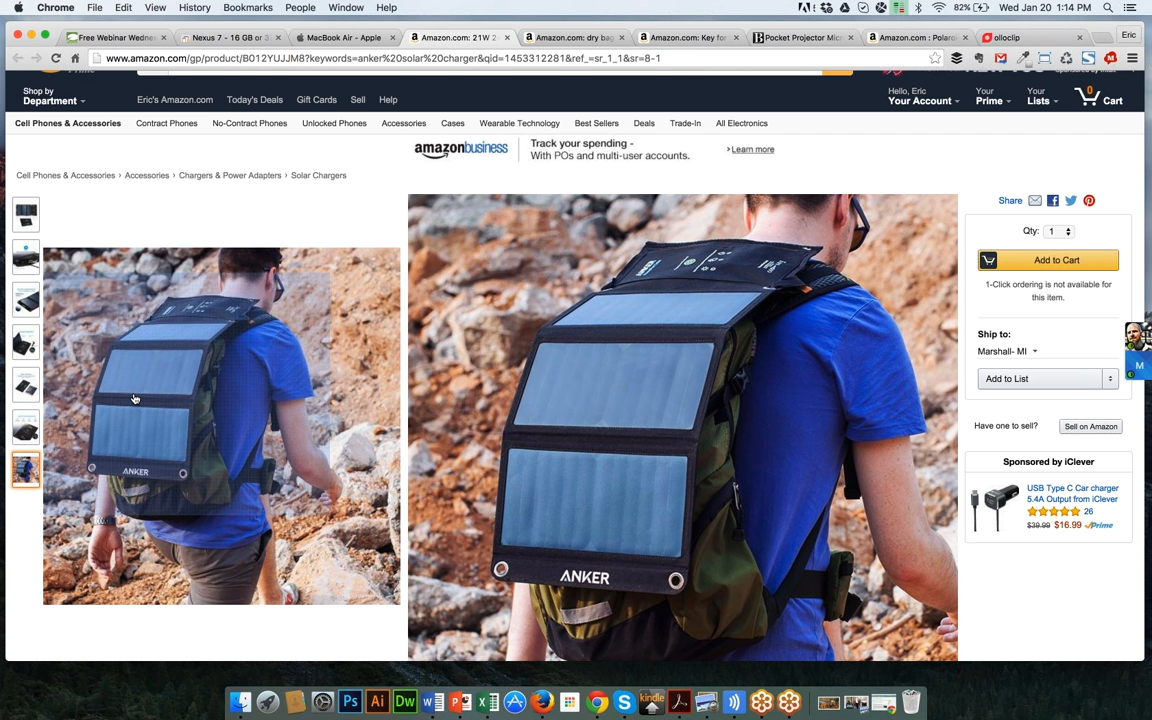 Chrome File Edit View History Bookmarks People Window Help 82% Wed Jan 20 1:14 PM
Free Webinar Wednes Nexus 7 - 16 GB or 3 MacBook Air - Apple Amazon.com: 21W 2 Amazon.com: dry bag Amazon.com: Key for Pocket Projector Mic Amazon.com : Polaroi olloclip Eric
www.amazon.com/gp/product/B012YUJJM8?keywords=anker%20solar%20charger&qid=1453312281&ref_=sr_1_1&sr=8-1
Shop by
Department
Eric's Amazon.com Today's Deals Gift Cards Sell Help
Hello, Eric
Your Account
Your
Prime
Your
Lists
0
Cart
Cell Phones & Accessories Contract Phones No-Contract Phones Unlocked Phones Accessories Cases Wearable Technology Best Sellers Deals Trade-In All Electronics
amazonbusiness
Track your spending -
With POs and multi-user accounts.
› Learn more
Cell Phones & Accessories › Accessories › Chargers & Power Adapters › Solar Chargers
Share
Qty: 1
Add to Cart
1-Click ordering is not available for
this item.
Ship to:
Marshall- MI
Add to List
M
Have one to sell? Sell on Amazon
Sponsored by iClever
USB Type C Car charger
5.4A Output from iClever
26
$39.99 $16.99 Prime
ANKER
ANKER
Ps Ai Dw kindle